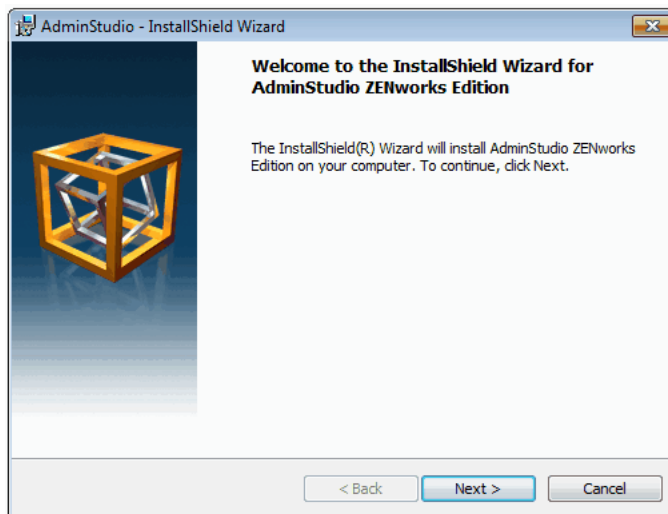 AdminStudio - InstallShield Wizard
Welcome to the InstallShield Wizard for
AdminStudio ZENworks Edition
The InstallShield(R) Wizard will install AdminStudio ZENworks
Edition on your computer. To continue, click Next.
< Back
Next >
Cancel